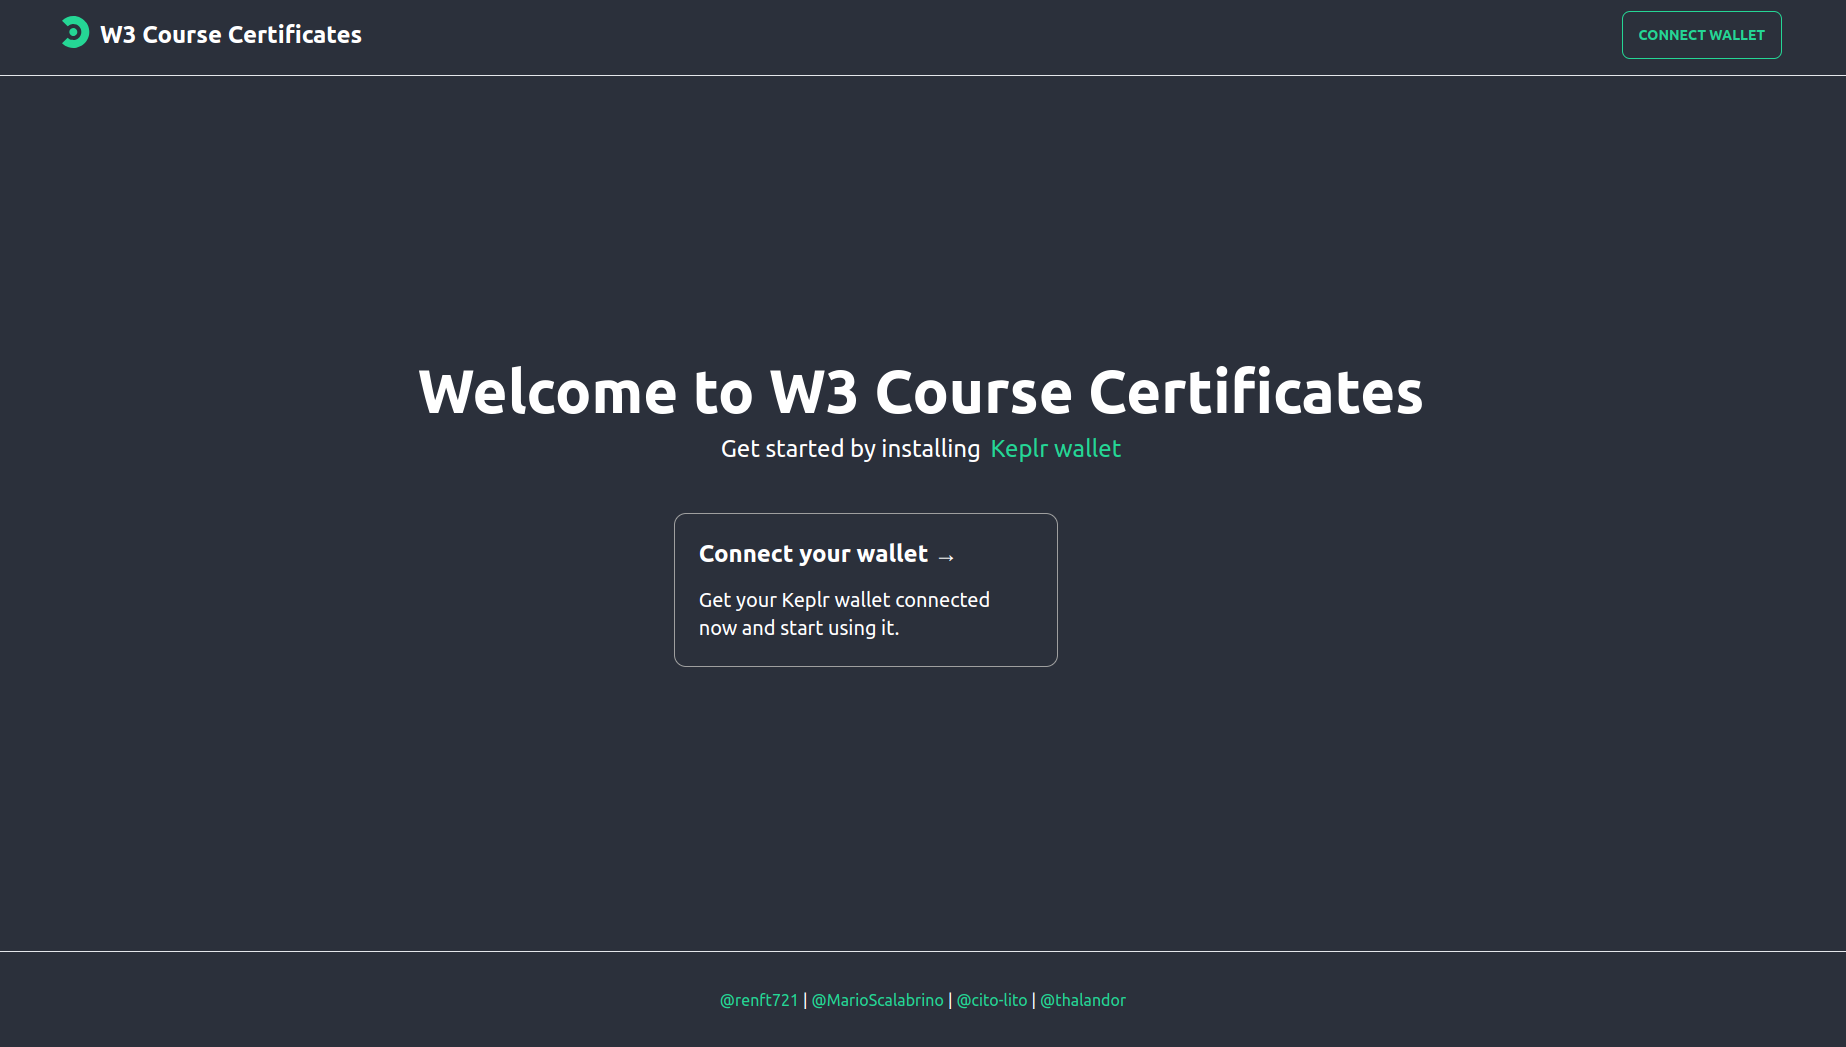 W3 Course Certificates
CONNECT WALLET
Welcome to W3 Course Certificates
Get started by installing Keplr wallet
Connect your wallet →
Get your Keplr wallet connected
now and start using it.
@renft721 | @MarioScalabrino | @cito-lito | @thalandor